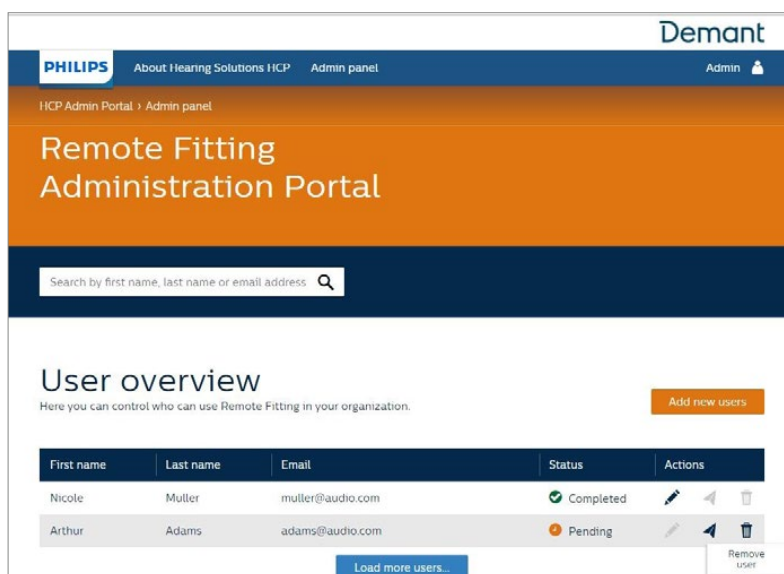 Demant
PHILIPS About Hearing Solutions HCP Admin panel Admin
HCP Admin Portal › Admin panel
Remote Fitting
Administration Portal
Search by first name, last name or email address
User overview
Here you can control who can use Remote Fitting in your organization.
Add new users
First name Last name Email Status Actions
Nicole Muller muller@audio.com Completed
Arthur Adams adams@audio.com Pending
Remove
user
Load more users...